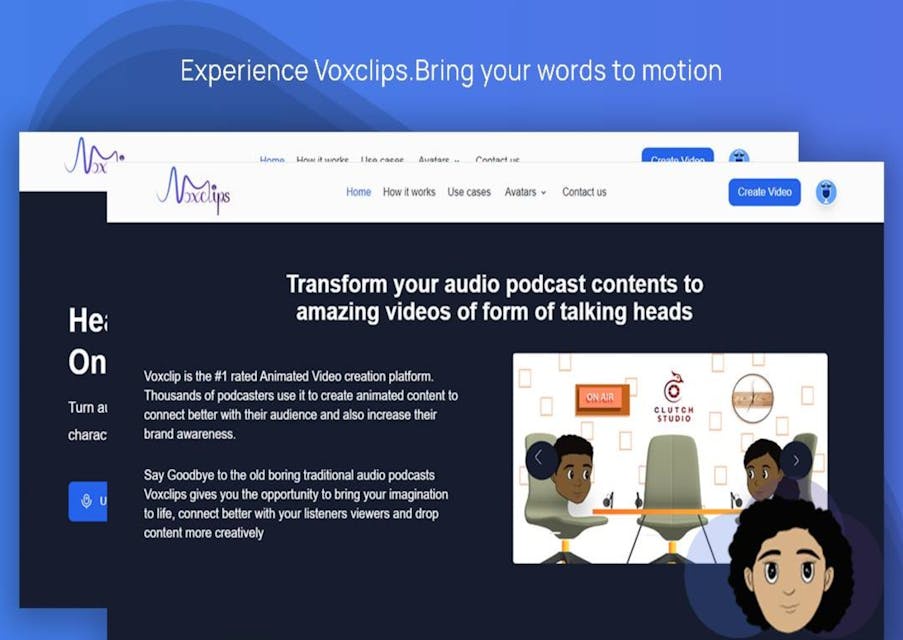 Experience Voxclips.Bring your words to motion
Vox
Home How it works Use cases Avatars Contact us
Create Video
Voxclips
Home How it works Use cases Avatars Contact us
Create Video
Transform your audio podcast contents to
amazing videos of form of talking heads
On
Voxclip is the #1 rated Animated Video creation platform.
Thousands of podcasters use it to create animated content to
connect better with their audience and also increase their
brand awareness.
Turn
Say Goodbye to the old boring traditional audio podcasts
Voxclips gives you the opportunity to bring your imagination
to life, connect better with your listeners viewers and drop
content more creatively
ON AIR
CLUTCH
STUDIO